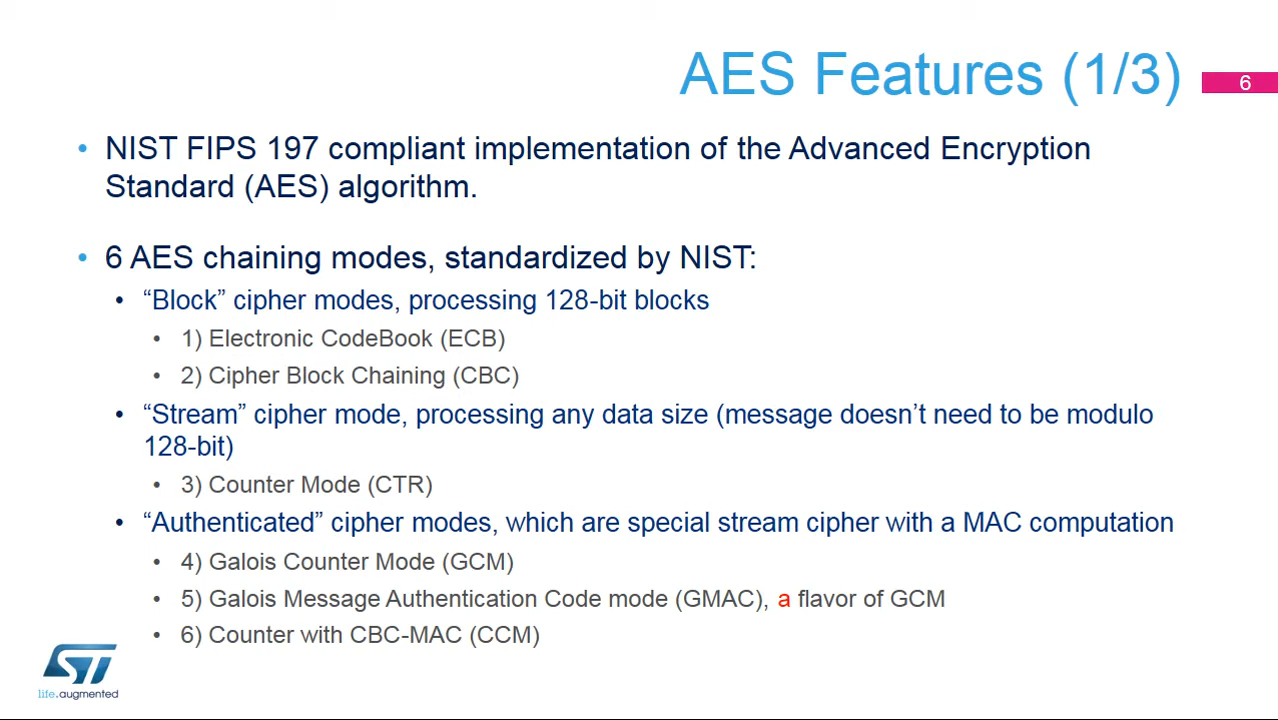 AES Features (1/3)
6
• NIST FIPS 197 compliant implementation of the Advanced Encryption
Standard (AES) algorithm.
• 6 AES chaining modes, standardized by NIST:
• “Block” cipher modes, processing 128-bit blocks
• 1) Electronic CodeBook (ECB)
• 2) Cipher Block Chaining (CBC)
• “Stream” cipher mode, processing any data size (message doesn’t need to be modulo
128-bit)
• 3) Counter Mode (CTR)
• “Authenticated” cipher modes, which are special stream cipher with a MAC computation
• 4) Galois Counter Mode (GCM)
• 5) Galois Message Authentication Code mode (GMAC), a flavor of GCM
• 6) Counter with CBC-MAC (CCM)
ST
life.augmented